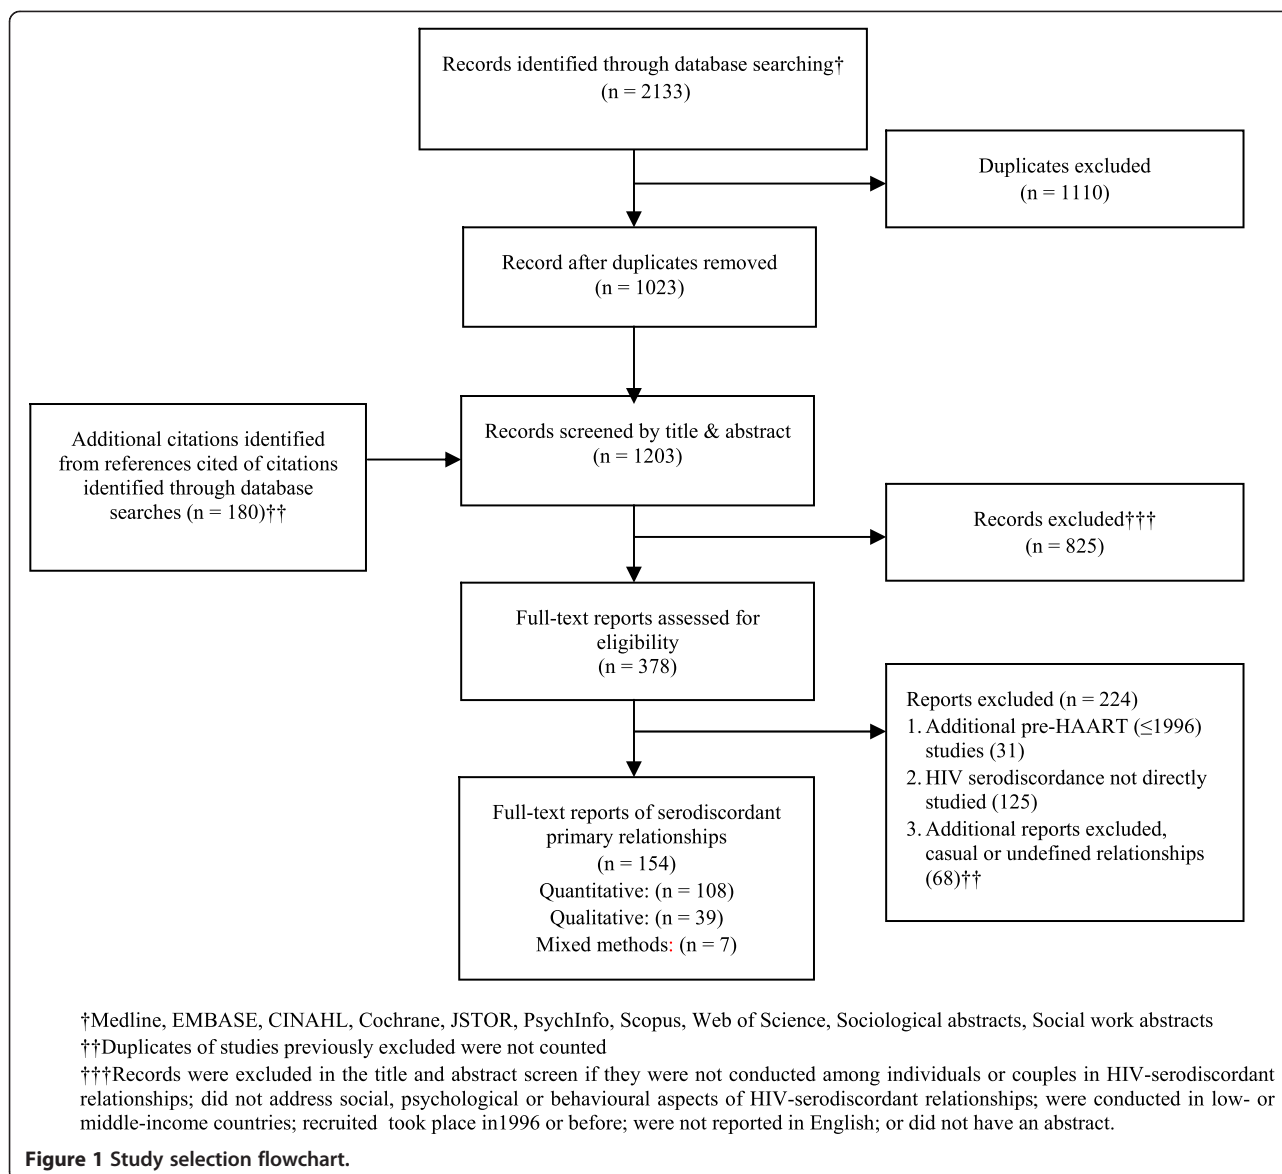 Records identified through database searching†
(n = 2133)
Duplicates excluded
(n = 1110)
Record after duplicates removed
(n = 1023)
Additional citations identified
from references cited of citations
identified through database
searches (n = 180)††
Records screened by title & abstract
(n = 1203)
Records excluded†††
(n = 825)
Full-text reports assessed for
eligibility
(n = 378)
Reports excluded (n = 224)
1. Additional pre-HAART (≤1996)
studies (31)
2. HIV serodiscordance not directly
studied (125)
3. Additional reports excluded,
casual or undefined relationships
(68)††
Full-text reports of serodiscordant
primary relationships
(n = 154)
Quantitative: (n = 108)
Qualitative: (n = 39)
Mixed methods: (n = 7)
†Medline, EMBASE, CINAHL, Cochrane, JSTOR, PsychInfo, Scopus, Web of Science, Sociological abstracts, Social work abstracts
††Duplicates of studies previously excluded were not counted
†††Records were excluded in the title and abstract screen if they were not conducted among individuals or couples in HIV-serodiscordant
relationships; did not address social, psychological or behavioural aspects of HIV-serodiscordant relationships; were conducted in low- or
middle-income countries; recruited took place in1996 or before; were not reported in English; or did not have an abstract.
Figure 1 Study selection flowchart.